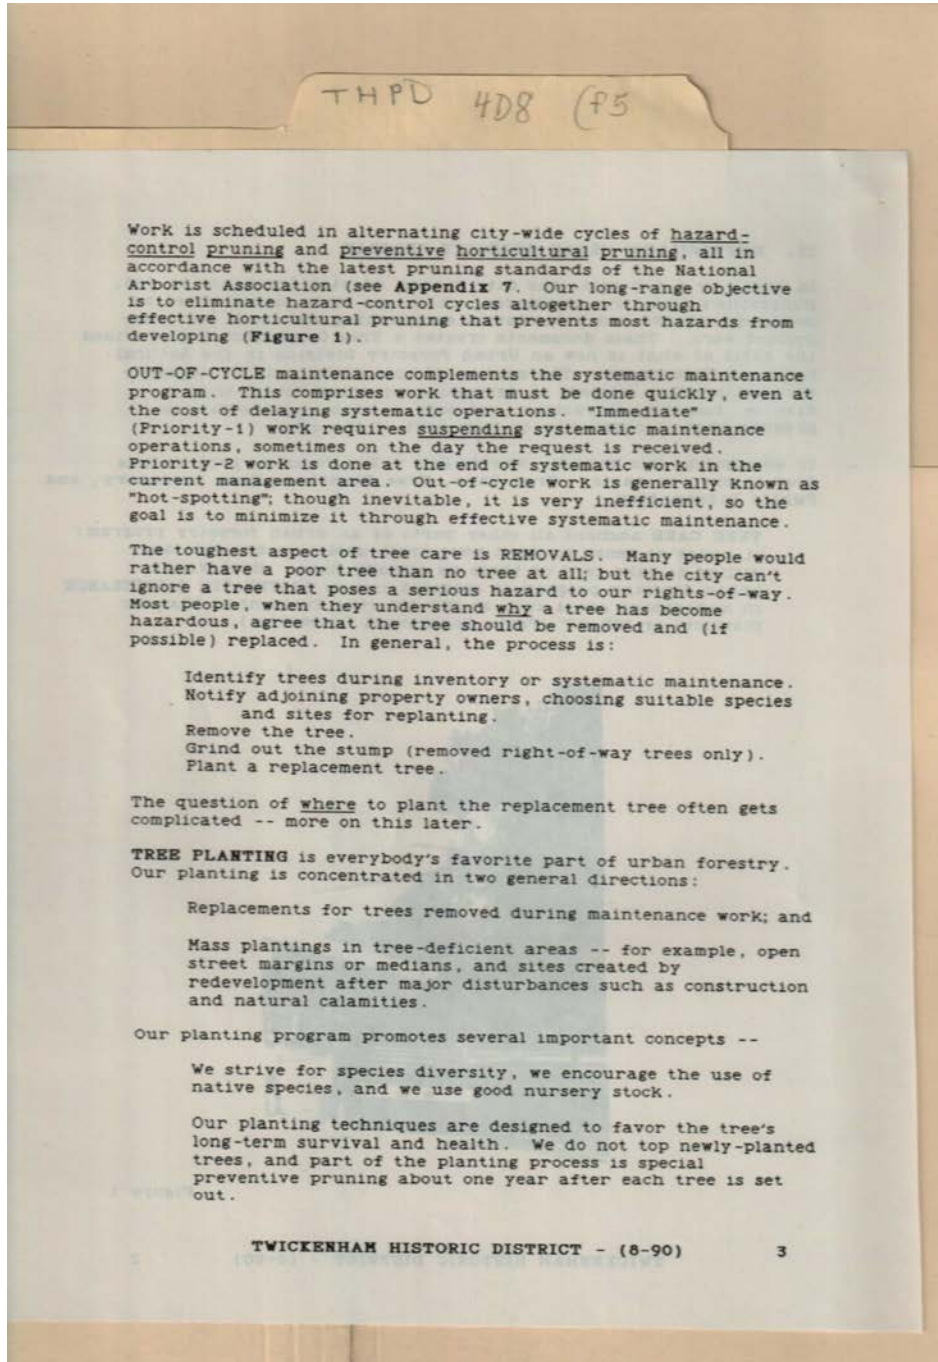 THPD 4D8 (f5
Work is scheduled in alternating city-wide cycles of hazard-
control pruning and preventive horticultural pruning, all in
accordance with the latest pruning standards of the National
Arborist Association (see Appendix 7. Our long-range objective
is to eliminate hazard-control cycles altogether through
effective horticultural pruning that prevents most hazards from
developing (Figure 1).
OUT-OF-CYCLE maintenance complements the systematic maintenance
program. This comprises work that must be done quickly, even at
the cost of delaying systematic operations. "Immediate"
(Priority-1) work requires suspending systematic maintenance
operations, sometimes on the day the request is received.
Priority-2 work is done at the end of systematic work in the
current management area. Out-of-cycle work is generally known as
"hot-spotting"; though inevitable, it is very inefficient, so the
goal is to minimize it through effective systematic maintenance.
The toughest aspect of tree care is REMOVALS. Many people would
rather have a poor tree than no tree at all; but the city can't
ignore a tree that poses a serious hazard to our rights-of-way.
Most people, when they understand why a tree has become
hazardous, agree that the tree should be removed and (if
possible) replaced. In general, the process is:
Identify trees during inventory or systematic maintenance.
Notify adjoining property owners, choosing suitable species
and sites for replanting.
Remove the tree.
Grind out the stump (removed right-of-way trees only).
Plant a replacement tree.
The question of where to plant the replacement tree often gets
complicated -- more on this later.
TREE PLANTING is everybody's favorite part of urban forestry.
Our planting is concentrated in two general directions:
Replacements for trees removed during maintenance work; and
Mass plantings in tree-deficient areas -- for example, open
street margins or medians, and sites created by
redevelopment after major disturbances such as construction
and natural calamities.
Our planting program promotes several important concepts --
We strive for species diversity, we encourage the use of
native species, and we use good nursery stock.
Our planting techniques are designed to favor the tree's
long-term survival and health. We do not top newly-planted
trees, and part of the planting process is special
preventive pruning about one year after each tree is set
out.
TWICKENHAM HISTORIC DISTRICT - (8-90) 3